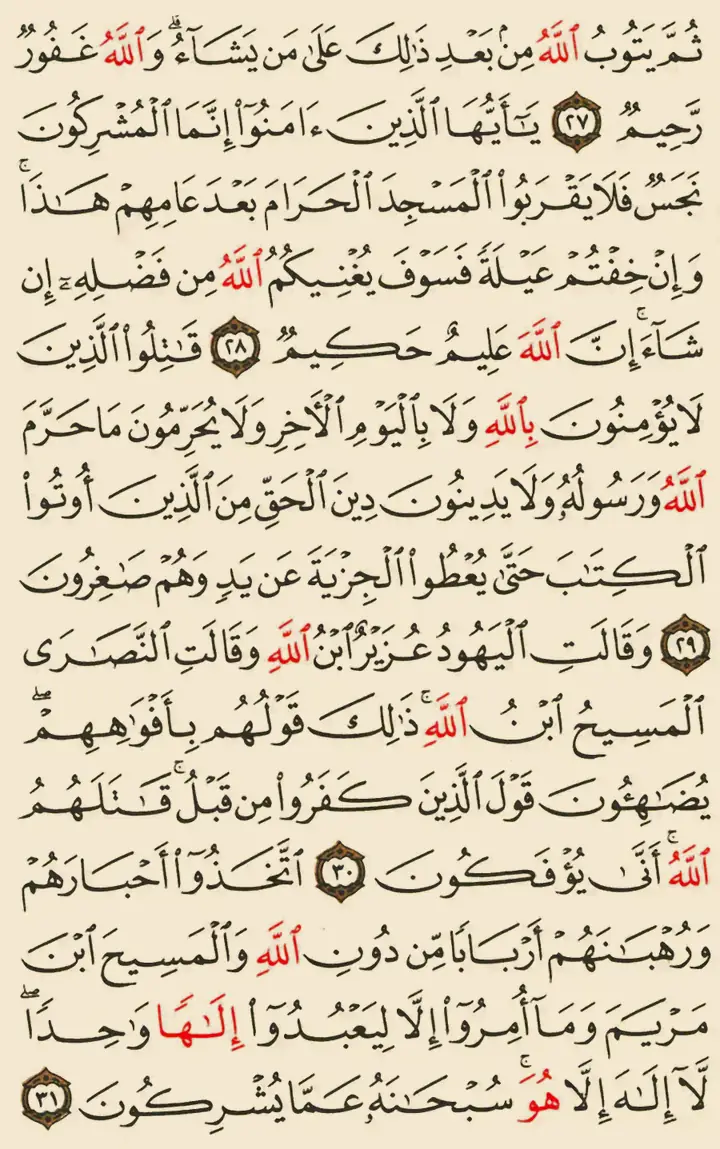 ثُمَّ يَتُوبُ ٱللَّهُ مِنۢ بَعْدِ ذَٰلِكَ عَلَىٰ مَن يَشَآءُۗ وَٱللَّهُ غَفُورٌ
رَّحِيمٌ ٢٧ يَـٰٓأَيُّهَا ٱلَّذِينَ ءَامَنُوٓا۟ إِنَّمَا ٱلْمُشْرِكُونَ
نَجَسٌ فَلَا يَقْرَبُوا۟ ٱلْمَسْجِدَ ٱلْحَرَامَ بَعْدَ عَامِهِمْ هَـٰذَاۚ
وَإِنْ خِفْتُمْ عَيْلَةً فَسَوْفَ يُغْنِيكُمُ ٱللَّهُ مِن فَضْلِهِۦٓ إِن
شَآءَۚ إِنَّ ٱللَّهَ عَلِيمٌ حَكِيمٌ ٢٨ قَـٰتِلُوا۟ ٱلَّذِينَ
لَا يُؤْمِنُونَ بِٱللَّهِ وَلَا بِٱلْيَوْمِ ٱلْـَٔاخِرِ وَلَا يُحَرِّمُونَ مَا حَرَّمَ
ٱللَّهُ وَرَسُولُهُۥ وَلَا يَدِينُونَ دِينَ ٱلْحَقِّ مِنَ ٱلَّذِينَ أُوتُوا۟
ٱلْكِتَـٰبَ حَتَّىٰ يُعْطُوا۟ ٱلْجِزْيَةَ عَن يَدٍ وَهُمْ صَـٰغِرُونَ
٢٩ وَقَالَتِ ٱلْيَهُودُ عُزَيْرٌ ٱبْنُ ٱللَّهِ وَقَالَتِ ٱلنَّصَـٰرَى
ٱلْمَسِيحُ ٱبْنُ ٱللَّهِۚ ذَٰلِكَ قَوْلُهُم بِأَفْوَٰهِهِمْۖ
يُضَـٰهِـُٔونَ قَوْلَ ٱلَّذِينَ كَفَرُوا۟ مِن قَبْلُۚ قَـٰتَلَهُمُ
ٱللَّهُۚ أَنَّىٰ يُؤْفَكُونَ ٣٠ ٱتَّخَذُوٓا۟ أَحْبَارَهُمْ
وَرُهْبَـٰنَهُمْ أَرْبَابًا مِّن دُونِ ٱللَّهِ وَٱلْمَسِيحَ ٱبْنَ
مَرْيَمَ وَمَآ أُمِرُوٓا۟ إِلَّا لِيَعْبُدُوٓا۟ إِلَـٰهًا وَٰحِدًاۖ
لَّآ إِلَـٰهَ إِلَّا هُوَۚ سُبْحَـٰنَهُۥ عَمَّا يُشْرِكُونَ ٣١